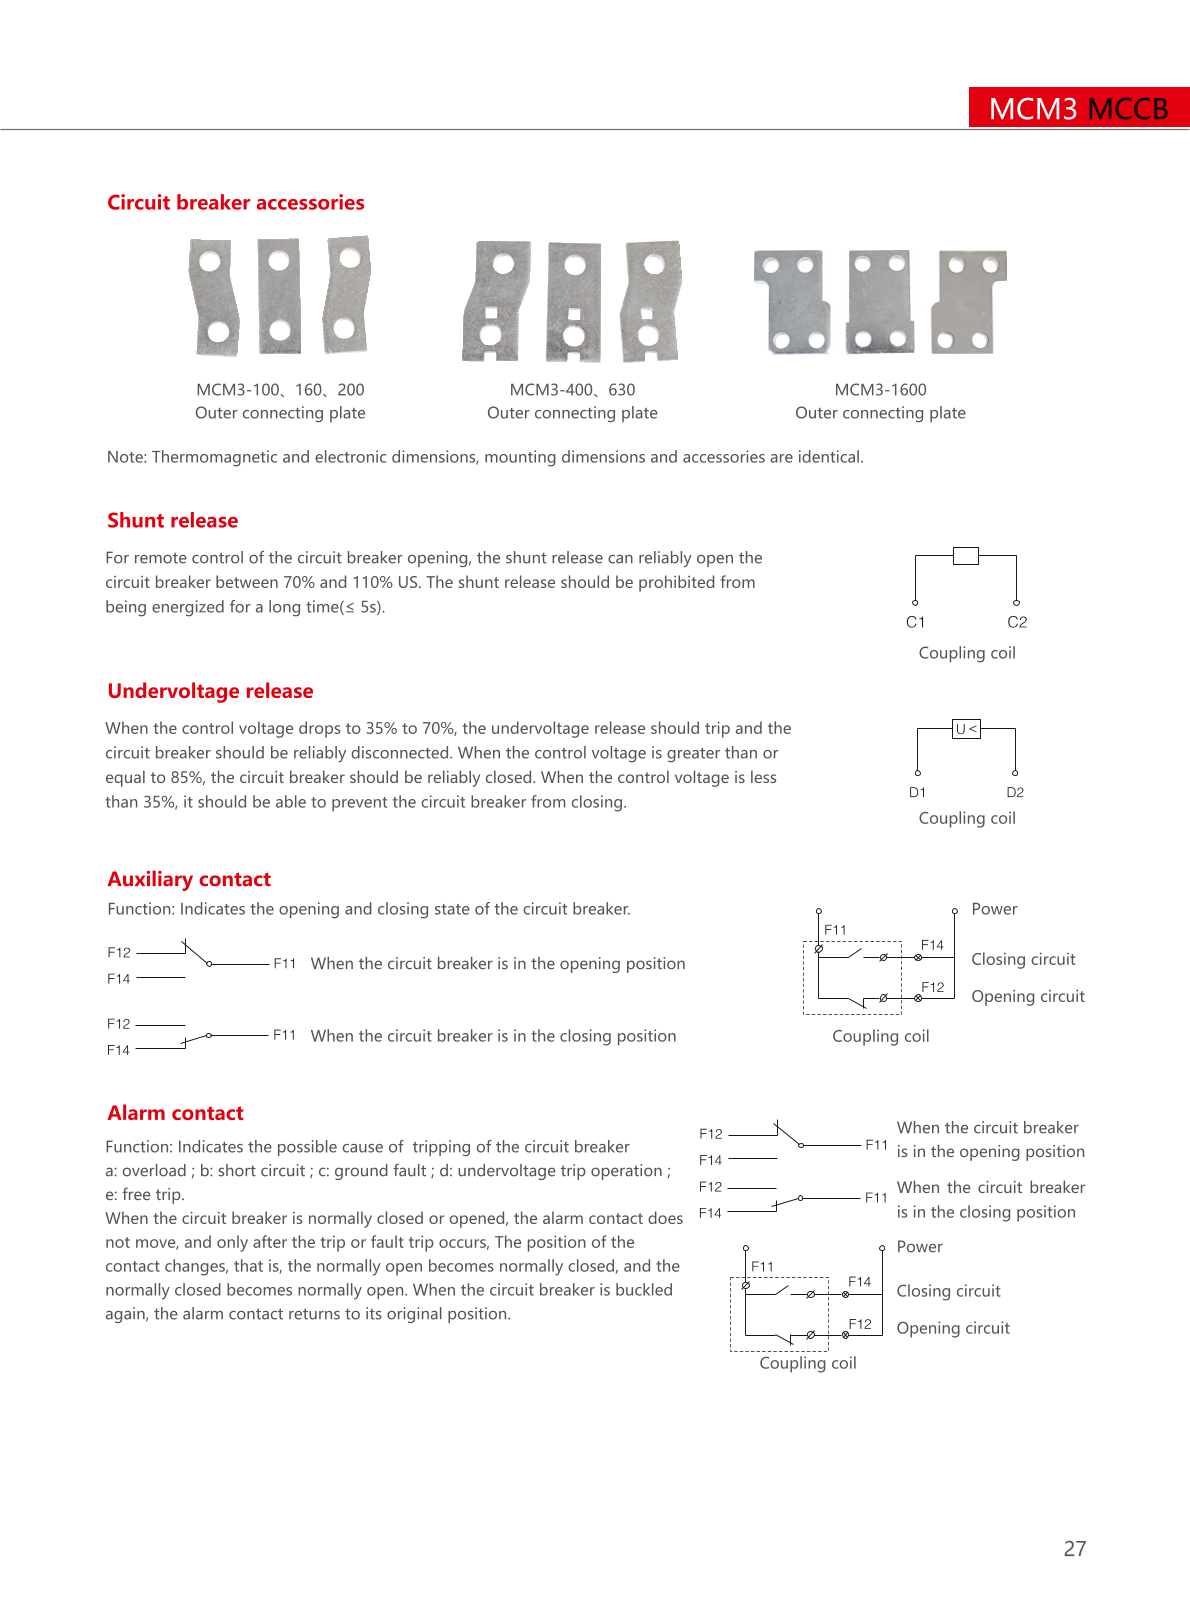 MCM3 MCCB
Circuit breaker accessories
MCM3-100、160、200
Outer connecting plate
MCM3-400、630
Outer connecting plate
MCM3-1600
Outer connecting plate
Note: Thermomagnetic and electronic dimensions, mounting dimensions and accessories are identical.
Shunt release
For remote control of the circuit breaker opening, the shunt release can reliably open the
circuit breaker between 70% and 110% US. The shunt release should be prohibited from
being energized for a long time(≤ 5s).
C1 C2
Coupling coil
Undervoltage release
When the control voltage drops to 35% to 70%, the undervoltage release should trip and the
circuit breaker should be reliably disconnected. When the control voltage is greater than or
equal to 85%, the circuit breaker should be reliably closed. When the control voltage is less
than 35%, it should be able to prevent the circuit breaker from closing.
U <
D1 D2
Coupling coil
Auxiliary contact
Function: Indicates the opening and closing state of the circuit breaker.
F12
F11 When the circuit breaker is in the opening position
F14
F12
F11 When the circuit breaker is in the closing position
F14
Power
F11
F14
Closing circuit
F12
Opening circuit
Coupling coil
Alarm contact
Function: Indicates the possible cause of  tripping of the circuit breaker
a: overload ; b: short circuit ; c: ground fault ; d: undervoltage trip operation ;
e: free trip.
When the circuit breaker is normally closed or opened, the alarm contact does
not move, and only after the trip or fault trip occurs, The position of the
contact changes, that is, the normally open becomes normally closed, and the
normally closed becomes normally open. When the circuit breaker is buckled
again, the alarm contact returns to its original position.
F12
F11
F14
When the circuit breaker
is in the opening position
F12
F11
F14
When the circuit breaker
is in the closing position
Power
F11
F14
Closing circuit
F12
Opening circuit
Coupling coil
27